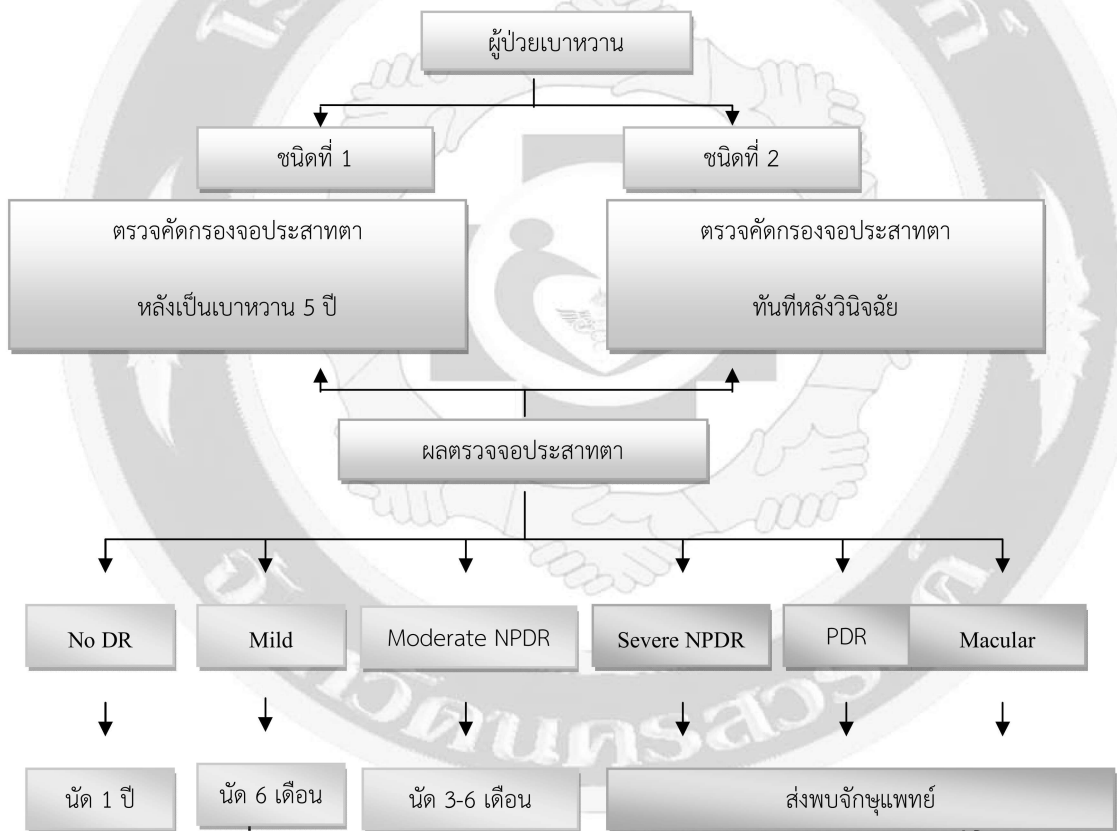 ผู้ป่วยเบาหวาน
ชนิดที่ 1
ชนิดที่ 2
ตรวจคัดกรองจอประสาทตา
หลังเป็นเบาหวาน 5 ปี
ตรวจคัดกรองจอประสาทตา
ทันทีหลังวินิจฉัย
ผลตรวจจอประสาทตา
No DR
Mild
Moderate NPDR
Severe NPDR
PDR
Macular
นัด 1 ปี
นัด 6 เดือน
นัด 3-6 เดือน
ส่งพบจักษุแพทย์